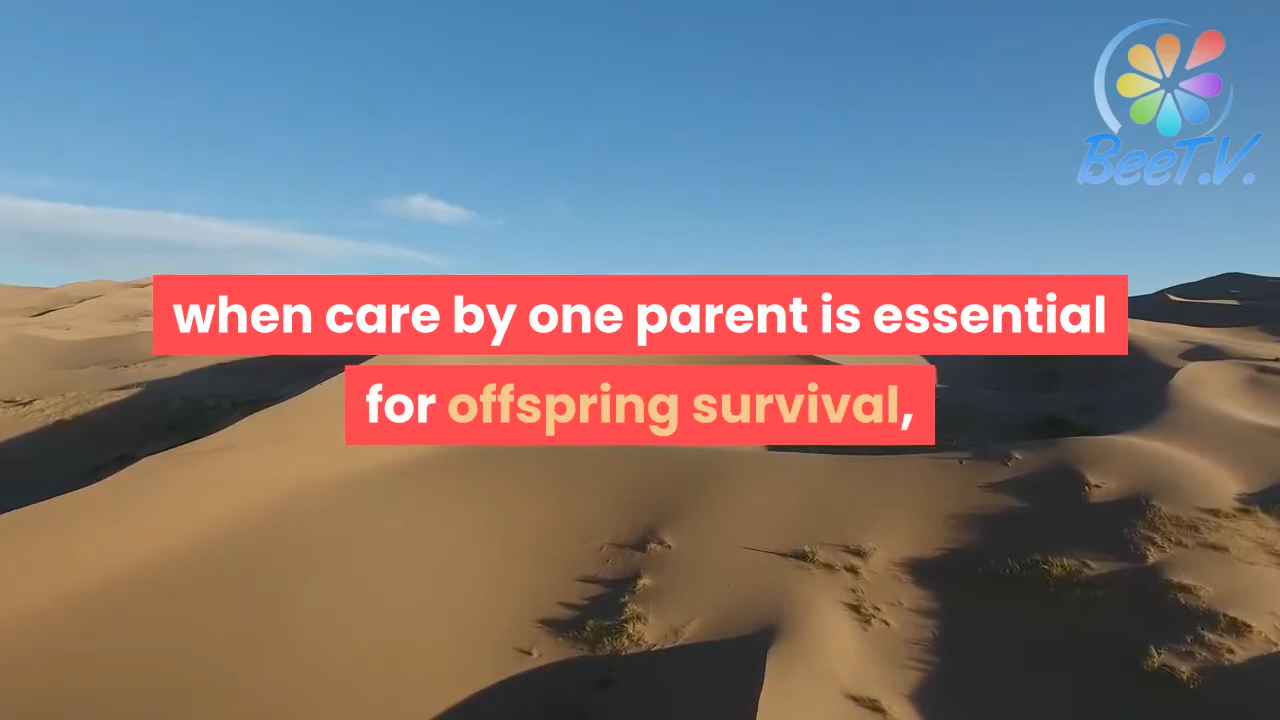 BeeT.V.
when care by one parent is essential
for offspring survival,